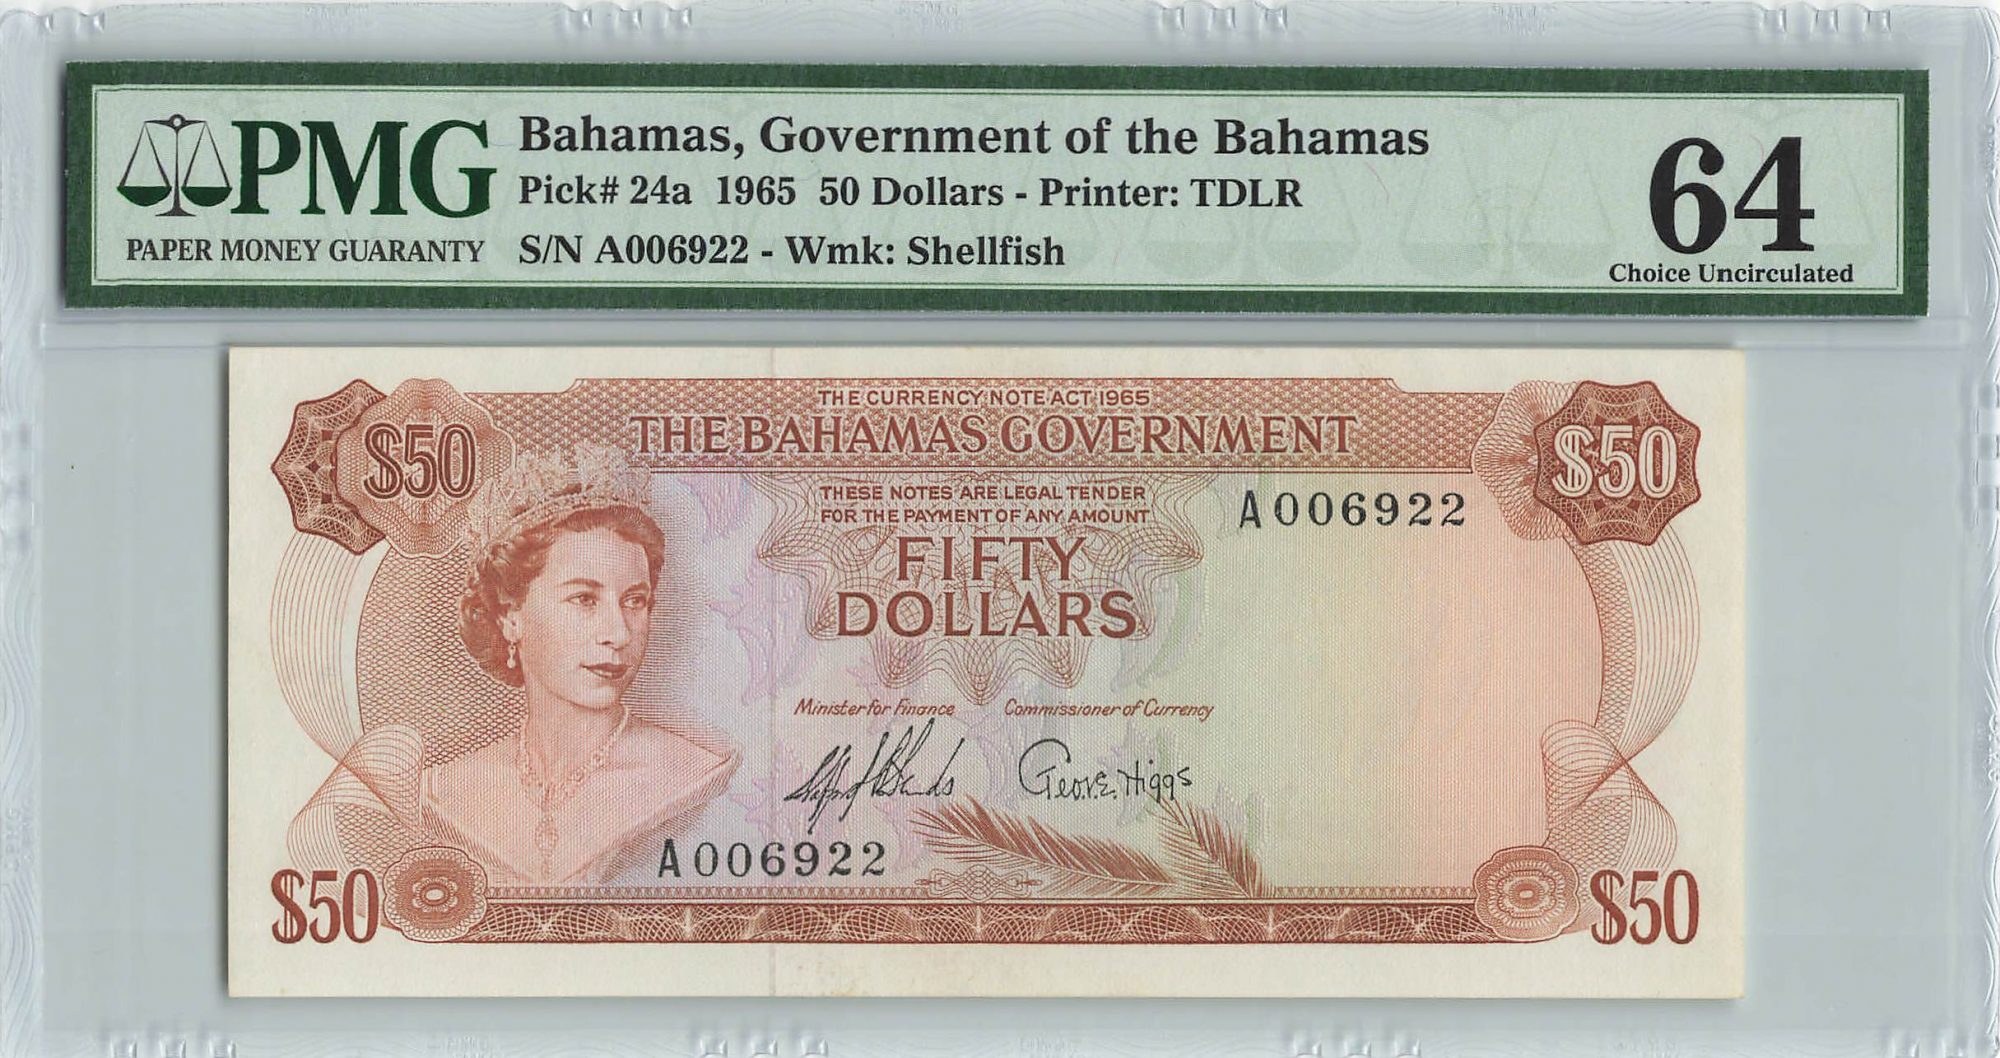 PMG
PAPER MONEY GUARANTY
Bahamas, Government of the Bahamas
Pick# 24a 1965 50 Dollars - Printer: TDLR
S/N A006922 - Wmk: Shellfish
64
Choice Uncirculated
THE CURRENCY NOTE ACT 1965
THE BAHAMAS GOVERNMENT
$50
$50
THESE NOTES ARE LEGAL TENDER
FOR THE PAYMENT OF ANY AMOUNT
A006922
FIFTY
DOLLARS
Minister for Finance
Commissioner of Currency
Geo. E. Higgs
A006922
$50
$50